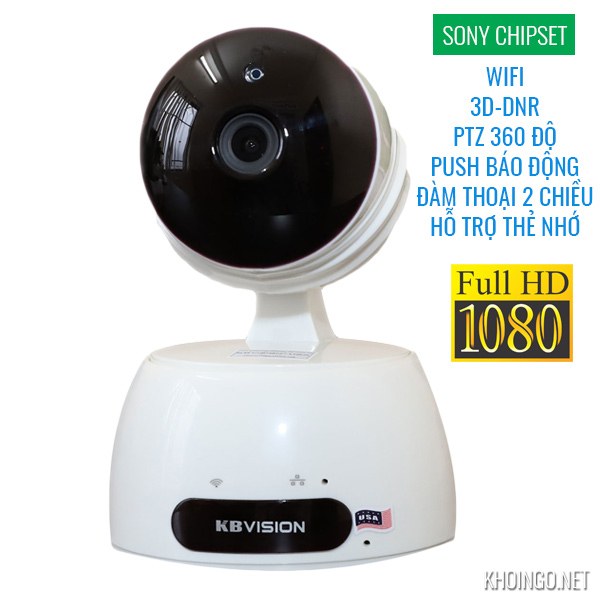 SONY CHIPSET
WIFI
3D-DNR
PTZ 360 ĐỘ
PUSH BÁO ĐỘNG
ĐÀM THOẠI 2 CHIỀU
HỖ TRỢ THẺ NHỚ
Full HD
1080
KBVISION
USA
KHOINGO.NET